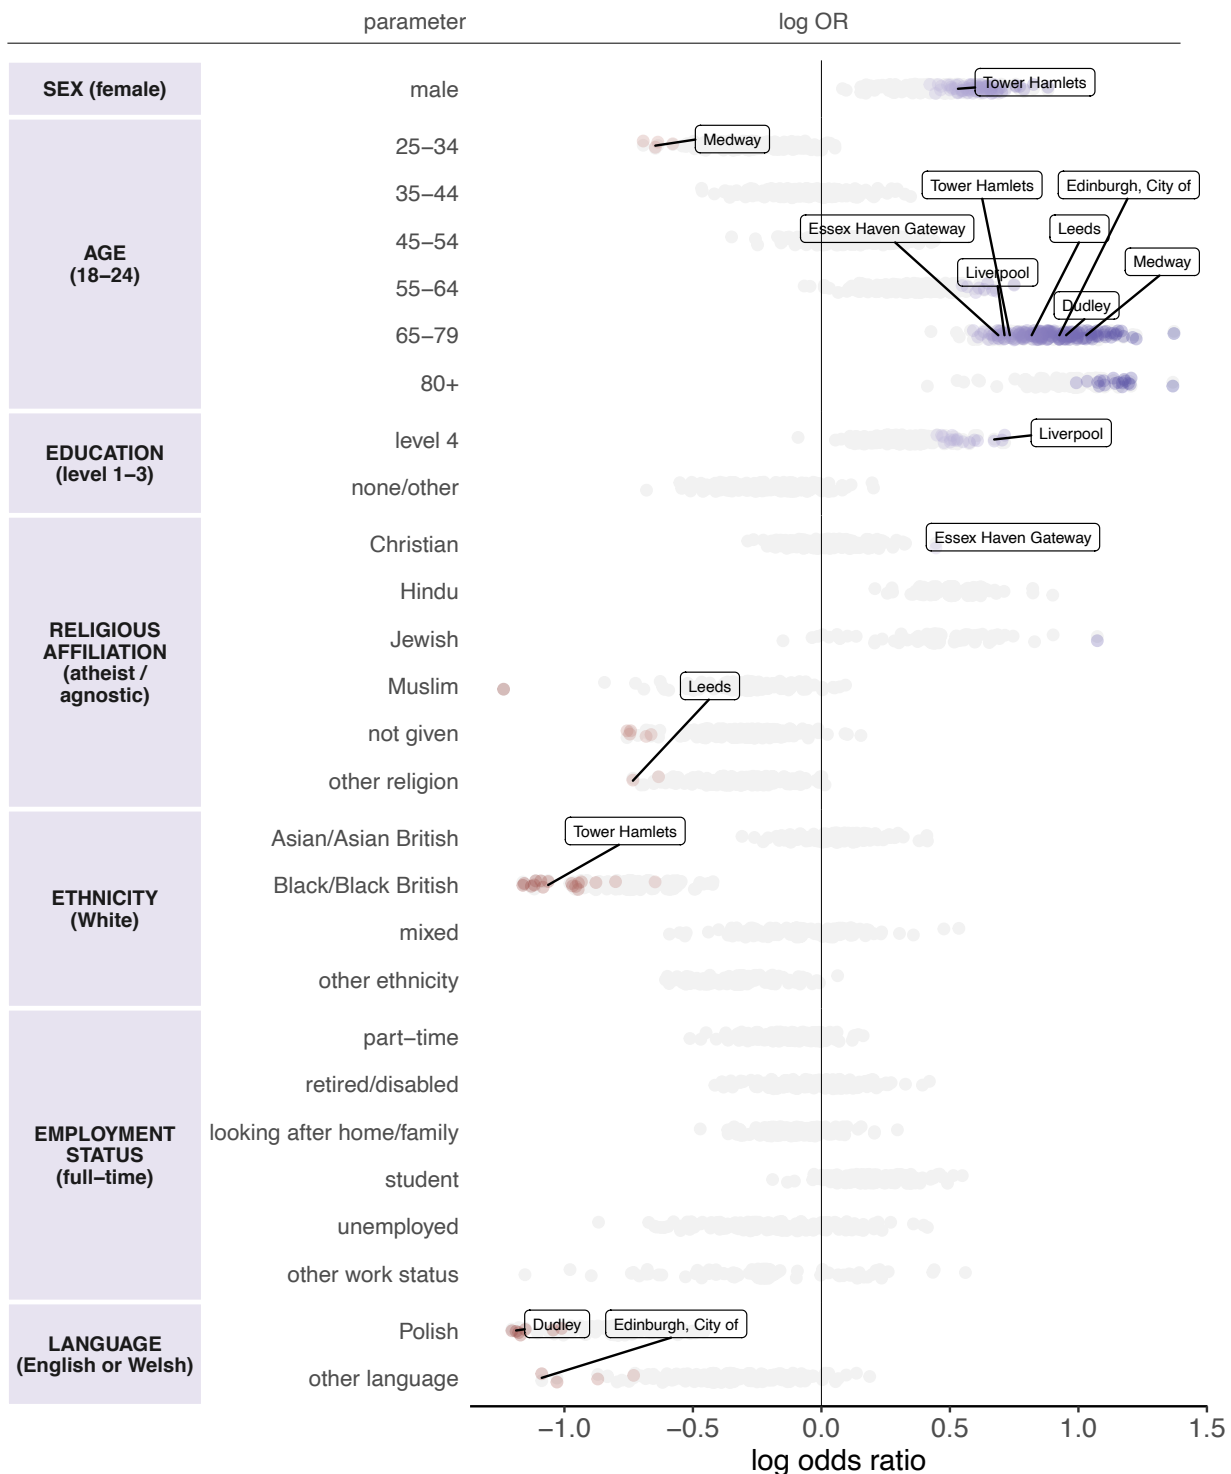 parameter log OR
SEX (female)
male
Tower Hamlets
AGE
(18–24)
25–34
Medway
35–44
Tower Hamlets
Edinburgh, City of
45–54
Essex Haven Gateway
Leeds
55–64
Liverpool
Medway
65–79
Dudley
80+
EDUCATION
(level 1–3)
level 4
Liverpool
none/other
RELIGIOUS
AFFILIATION
(atheist /
agnostic)
Christian
Essex Haven Gateway
Hindu
Jewish
Muslim
Leeds
not given
other religion
ETHNICITY
(White)
Asian/Asian British
Tower Hamlets
Black/Black British
mixed
other ethnicity
EMPLOYMENT
STATUS
(full–time)
part–time
retired/disabled
looking after home/family
student
unemployed
other work status
LANGUAGE
(English or Welsh)
Polish
Dudley
Edinburgh, City of
other language
−1.0 −0.5 0.0 0.5 1.0 1.5
log odds ratio